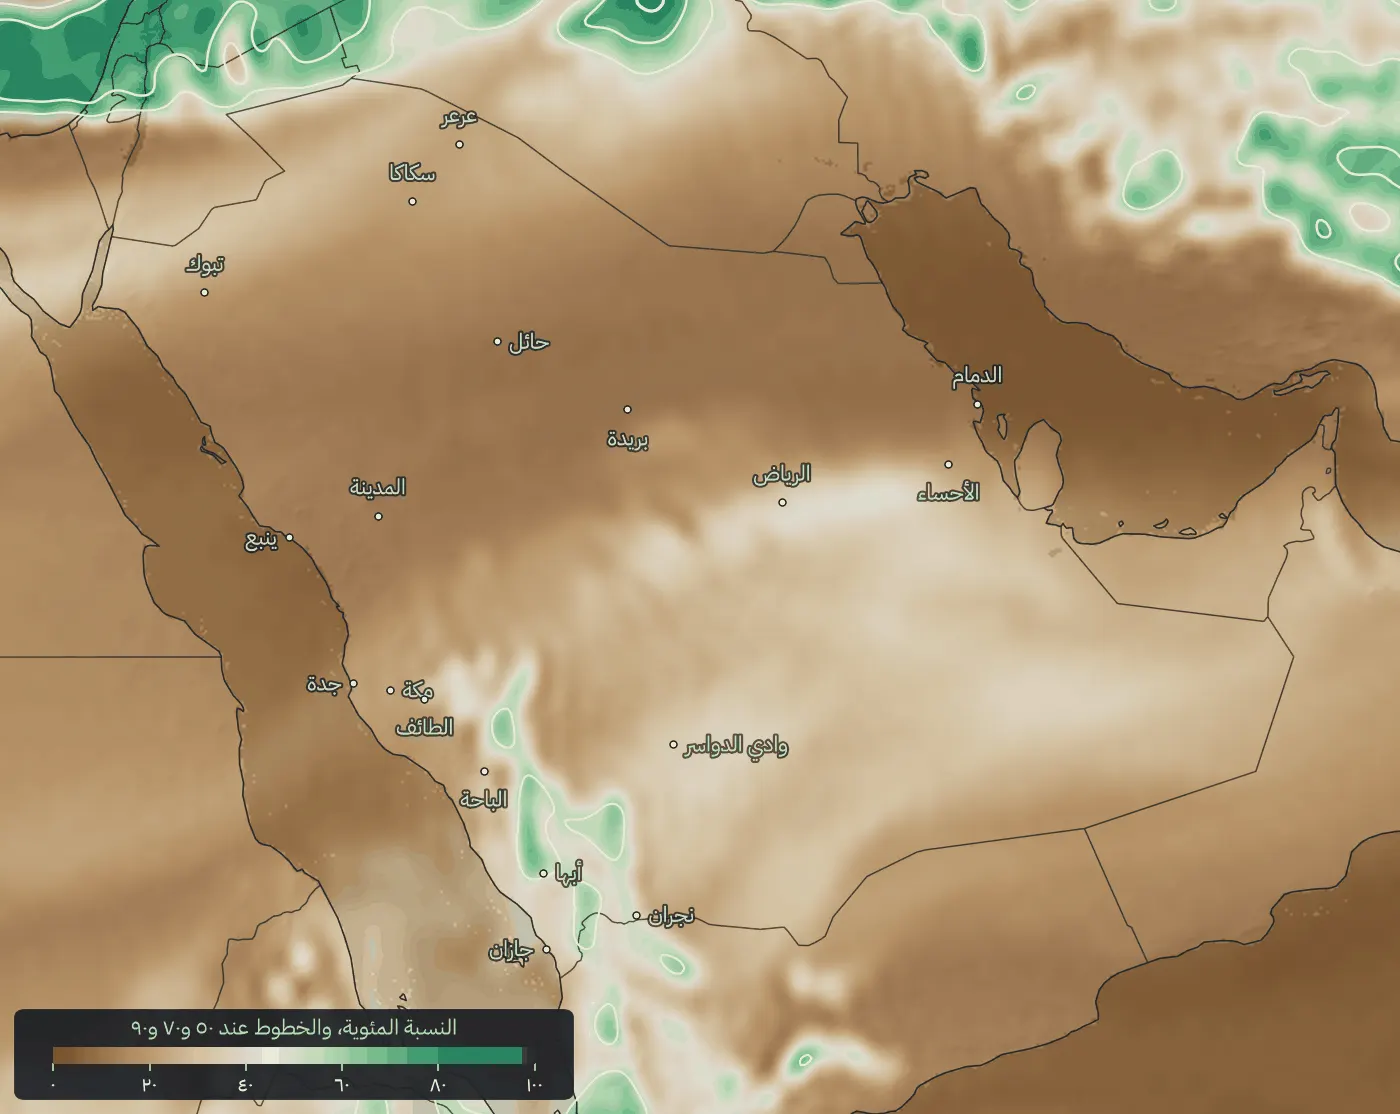 عرعر
سكاكا
تبوك
حائل
الدمام
بريدة
الرياض
الأحساء
المدينة
ينبع
جدة
مكة
الطائف
وادي الدواسر
الباحة
أبها
نجران
جازان
النسبة المئوية، والخطوط عند ٥٠ و٧٠ و٩٠
٠ ٢٠ ٤٠ ٦٠ ٨٠ ١٠٠